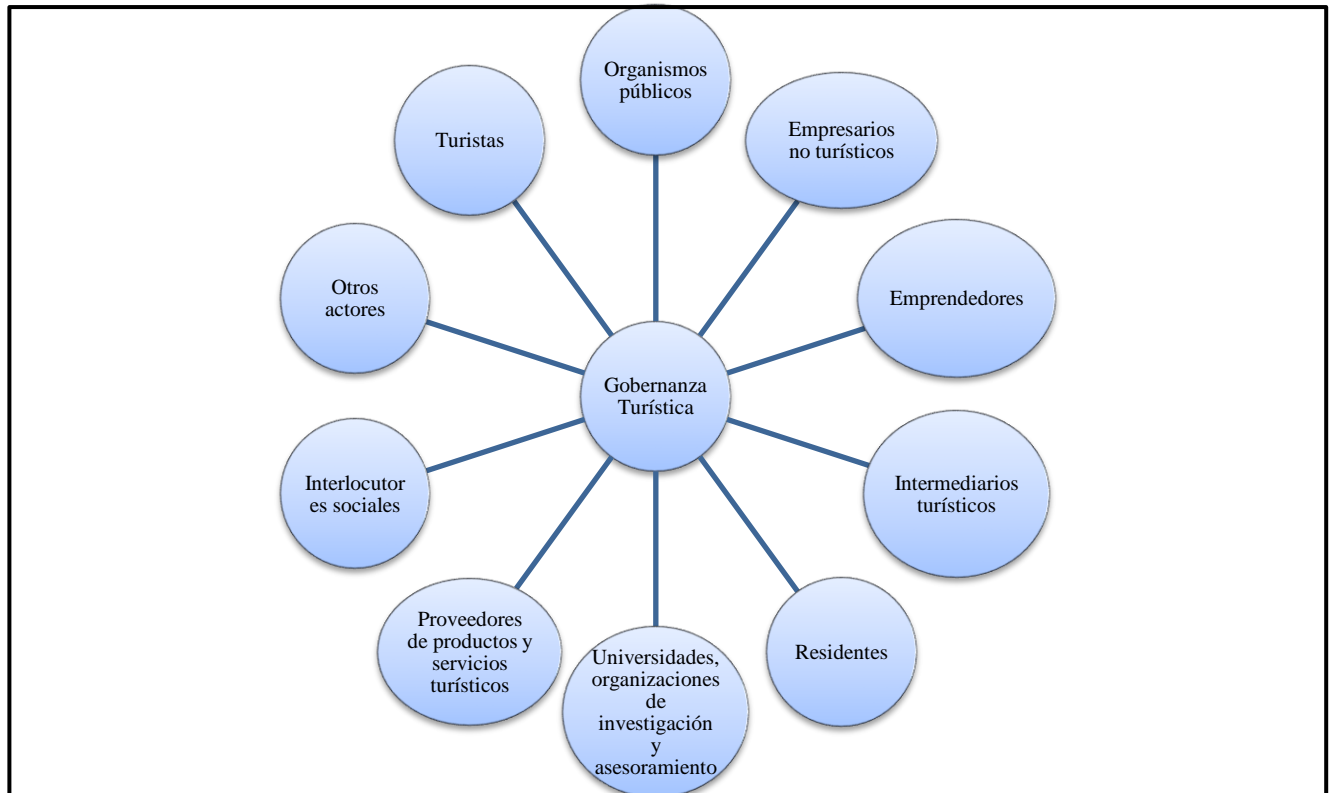 Organismos
públicos
Empresarios
no turísticos
Emprendedores
Intermediarios
turísticos
Residentes
Universidades,
organizaciones
de
investigación
y
asesoramiento
Proveedores
de productos y
servicios
turísticos
Interlocutor
es sociales
Otros
actores
Turistas
Gobernanza
Turística